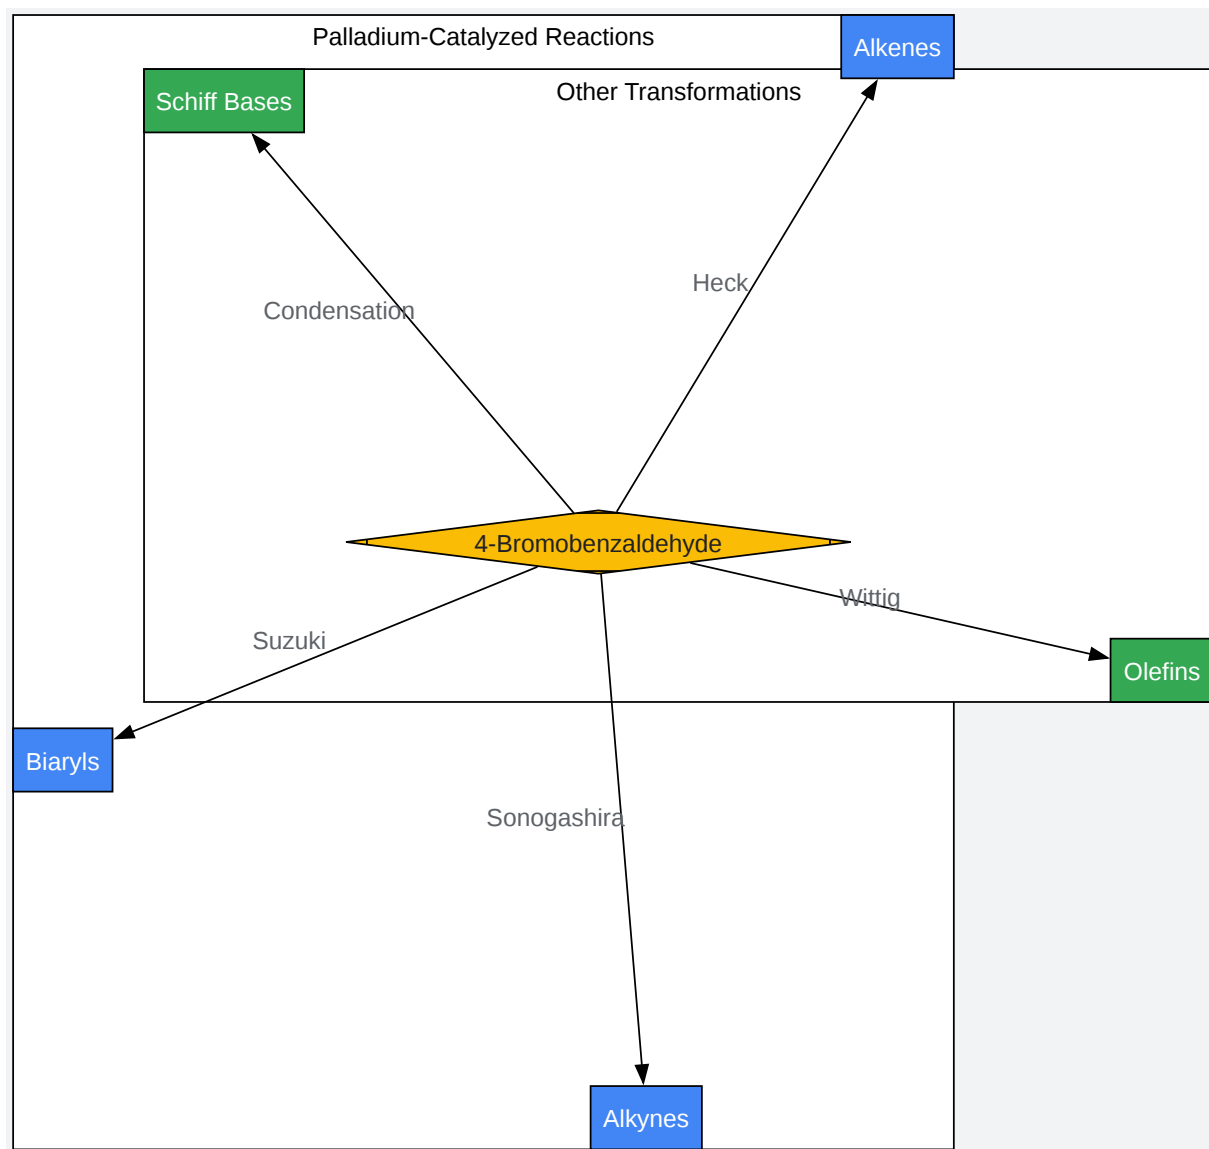 Palladium-Catalyzed Reactions
Alkenes
Other Transformations
Schiff Bases
Heck
Condensation
4-Bromobenzaldehyde
Wittig
Suzuki
Olefins
Biaryls
Sonogashira
Alkynes